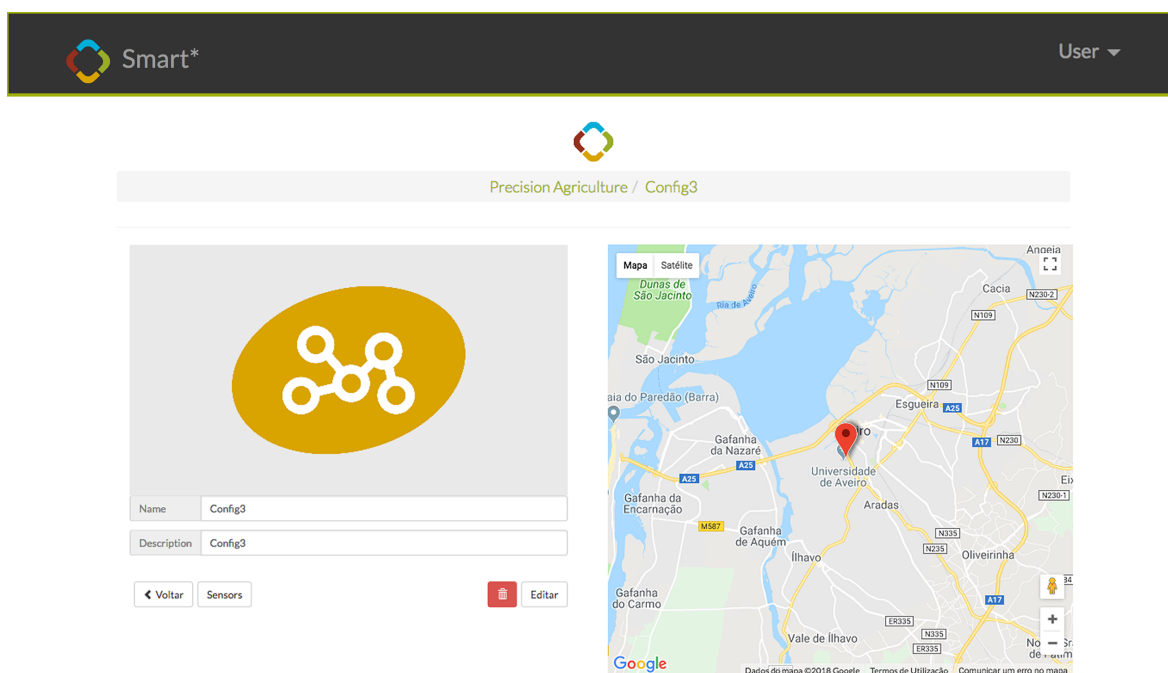 Smart*
User
Precision Agriculture / Config3
Name
Config3
Description
Config3
Voltar
Sensors
Editar
Mapa
Satélite
Angeja
Dunas de
São Jacinto
Ria de Aveiro
Cacia
N230-2
N109
São Jacinto
N109
aia do Paredão (Barra)
Esgueira
A25
iro
Gafanha
da Nazaré
A17
N230
A25
Universidade
de Aveiro
A25
Eix
N230-1
Gafanha da
Encarnação
Aradas
M587
Gafanha
de Aquém
N335
N235
Oliveirinha
Ílhavo
Gafanha
do Carmo
A17
ER335
N335
Vale de Ílhavo
ER335
Google
Dados do mapa ©2018 Google
Termos de Utilização
Comunicar um erro no mapa